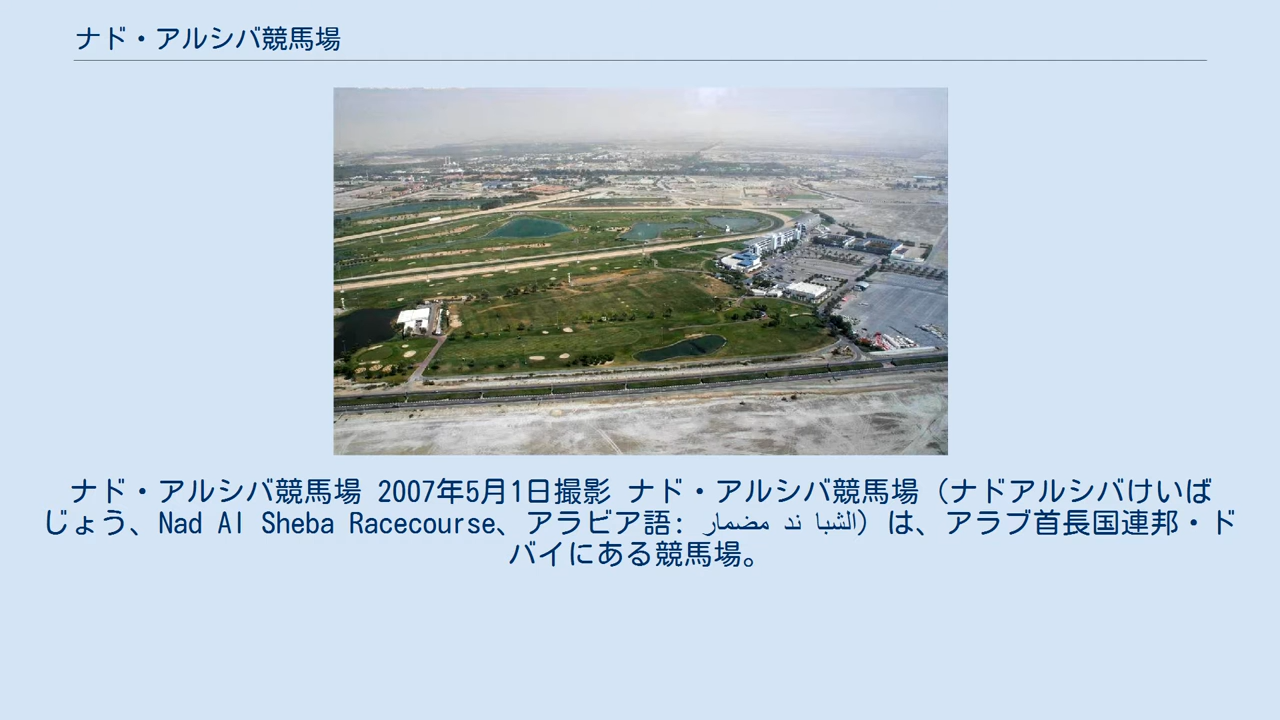 ナド・アルシバ競馬場
ナド・アルシバ競馬場 2007年5月1日撮影 ナド・アルシバ競馬場（ナドアルシバけいば
じょう、Nad Al Sheba Racecourse、アラビア語: مضمار ند الشبا）は、アラブ首長国連邦・ド
バイにある競馬場。